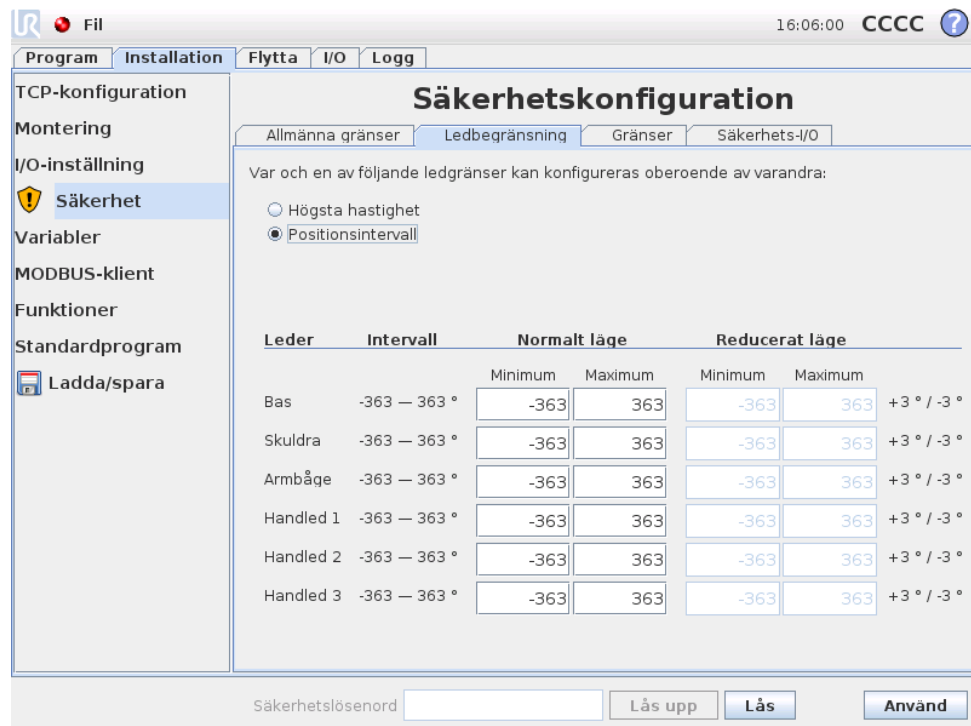 UR Fil 16:06:00 CCCC ?
Program Installation Flytta I/O Logg
TCP-konfiguration
Montering
I/O-inställning
Säkerhet
Variabler
MODBUS-klient
Funktioner
Standardprogram
Ladda/spara
Säkerhetskonfiguration
Allmänna gränser Ledbegränsning Gränser Säkerhets-I/O
Var och en av följande ledgränser kan konfigureras oberoende av varandra:
Högsta hastighet
Positionsintervall
Leder Intervall Normalt läge Reducerat läge
Minimum Maximum Minimum Maximum
Bas -363 — 363 ° -363 363 -363 363 +3 ° / -3 °
Skuldra -363 — 363 ° -363 363 -363 363 +3 ° / -3 °
Armbåge -363 — 363 ° -363 363 -363 363 +3 ° / -3 °
Handled 1 -363 — 363 ° -363 363 -363 363 +3 ° / -3 °
Handled 2 -363 — 363 ° -363 363 -363 363 +3 ° / -3 °
Handled 3 -363 — 363 ° -363 363 -363 363 +3 ° / -3 °
Säkerhetslösenord Lås upp Lås Använd